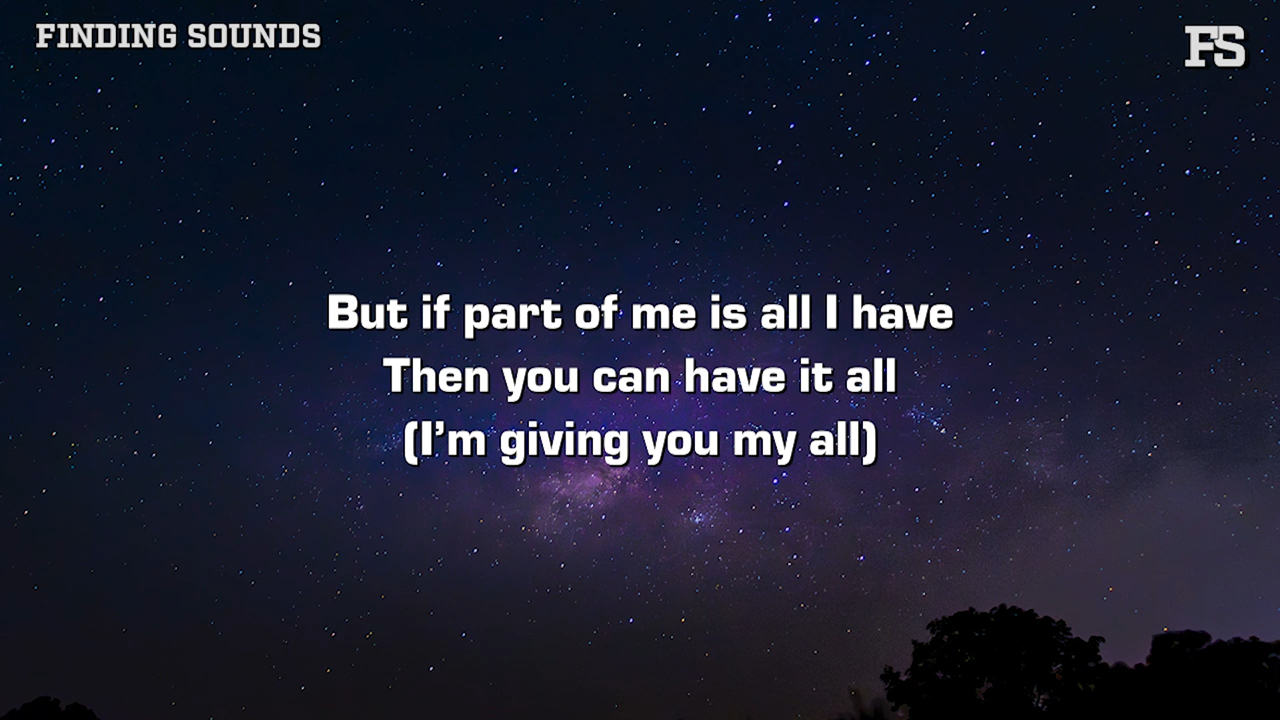 FINDING SOUNDS
FS
But if part of me is all I have
Then you can have it all
(I'm giving you my all)